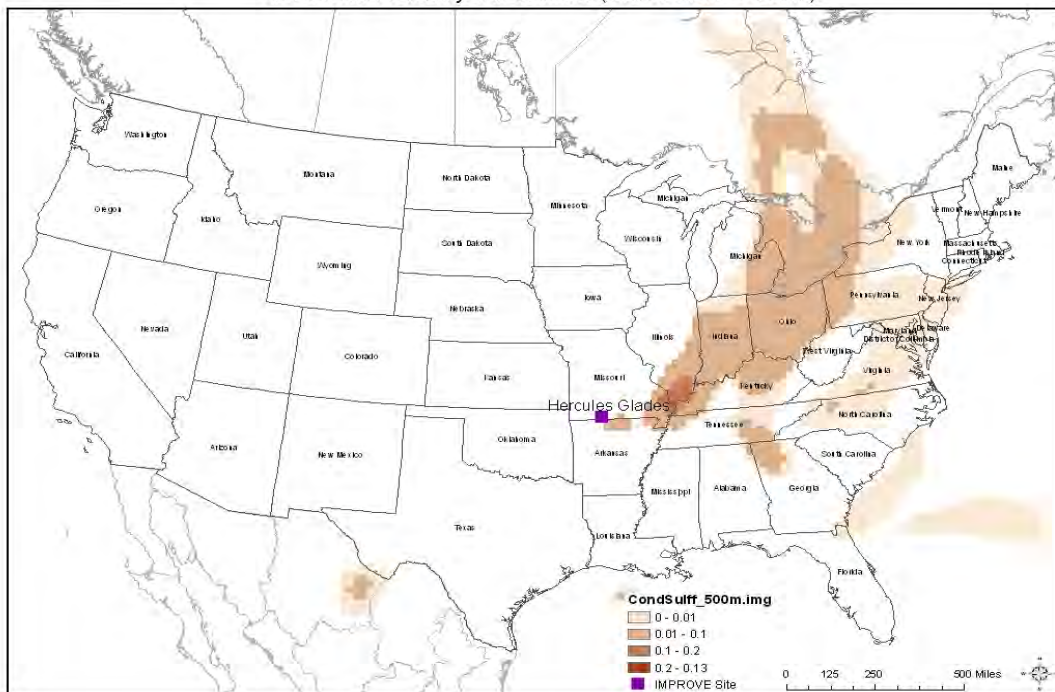 Washington
Montana
North Dakota
Minnesota
Michigan
Maine
Oregon
Idaho
South Dakota
Wisconsin
Vermont
New Hampshire
Wyoming
Michigan
New York
Massachusetts
Rhode Island
Connecticut
Nebraska
Iowa
Pennsylvania
New Jersey
Nevada
Utah
Illinois
Indiana
Ohio
Maryland
Delaware
District of Columbia
California
Colorado
Kansas
Missouri
West Virginia
Virginia
Kentucky
Hercules Glades
North Carolina
Tennessee
Oklahoma
Arkansas
Arizona
New Mexico
South Carolina
Mississippi
Alabama
Georgia
Texas
Louisiana
Florida
CondSulff_500m.img
0 - 0.01
0.01 - 0.1
0.1 - 0.2
0.2 - 0.13
IMPROVE Site
0 125 250 500 Miles